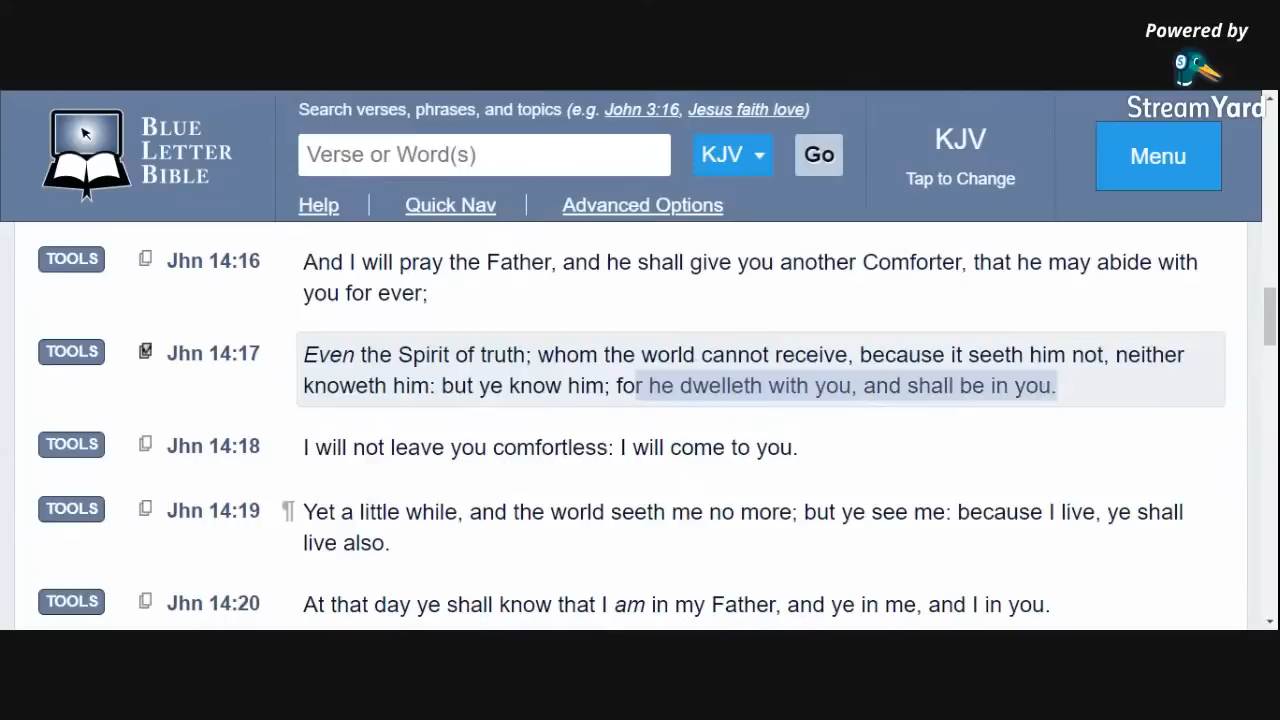 Powered by
StreamYard
BLUE
LETTER
BIBLE
Search verses, phrases, and topics (e.g. John 3:16, Jesus faith love)
Verse or Word(s)
KJV
Go
Help
Quick Nav
Advanced Options
KJV
Tap to Change
Menu
TOOLS Jhn 14:16 And I will pray the Father, and he shall give you another Comforter, that he may abide with
you for ever;
TOOLS Jhn 14:17 Even the Spirit of truth; whom the world cannot receive, because it seeth him not, neither
knoweth him: but ye know him; for he dwelleth with you, and shall be in you.
TOOLS Jhn 14:18 I will not leave you comfortless: I will come to you.
TOOLS Jhn 14:19 ¶ Yet a little while, and the world seeth me no more; but ye see me: because I live, ye shall
live also.
TOOLS Jhn 14:20 At that day ye shall know that I am in my Father, and ye in me, and I in you.